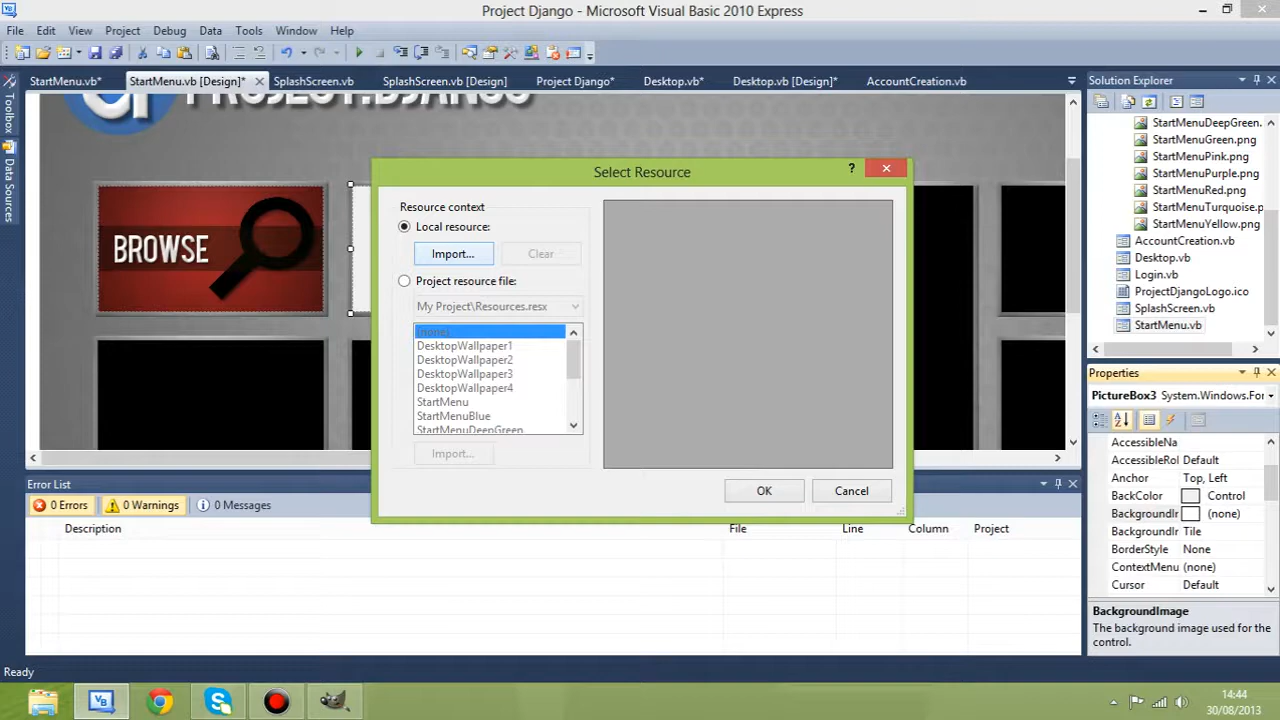 Project Django - Microsoft Visual Basic 2010 Express
File Edit View Project Debug Data Tools Window Help
StartMenu.vb* StartMenu.vb [Design]* SplashScreen.vb SplashScreen.vb [Design] Project Django* Desktop.vb* Desktop.vb [Design]* AccountCreation.vb
Toolbox
Data Sources
PROJECT.DJANGO
BROWSE
Select Resource
?
Resource context
Local resource:
Import... Clear
Project resource file:
My Project\Resources.resx
(none)
DesktopWallpaper1
DesktopWallpaper2
DesktopWallpaper3
DesktopWallpaper4
StartMenu
StartMenuBlue
StartMenuDeepGreen
Import...
OK Cancel
Solution Explorer
StartMenuDeepGreen.
StartMenuGreen.png
StartMenuPink.png
StartMenuPurple.png
StartMenuRed.png
StartMenuTurquoise.p
StartMenuYellow.png
AccountCreation.vb
Desktop.vb
Login.vb
ProjectDjangoLogo.ico
SplashScreen.vb
StartMenu.vb
Properties
PictureBox3 System.Windows.For
AccessibleNa
AccessibleRol Default
Anchor Top, Left
BackColor Control
BackgroundIr (none)
BackgroundIr Tile
BorderStyle None
ContextMenu (none)
Cursor Default
BackgroundImage
The background image used for the
control.
Error List
0 Errors 0 Warnings 0 Messages
Description File Line Column Project
Ready
14:44
30/08/2013